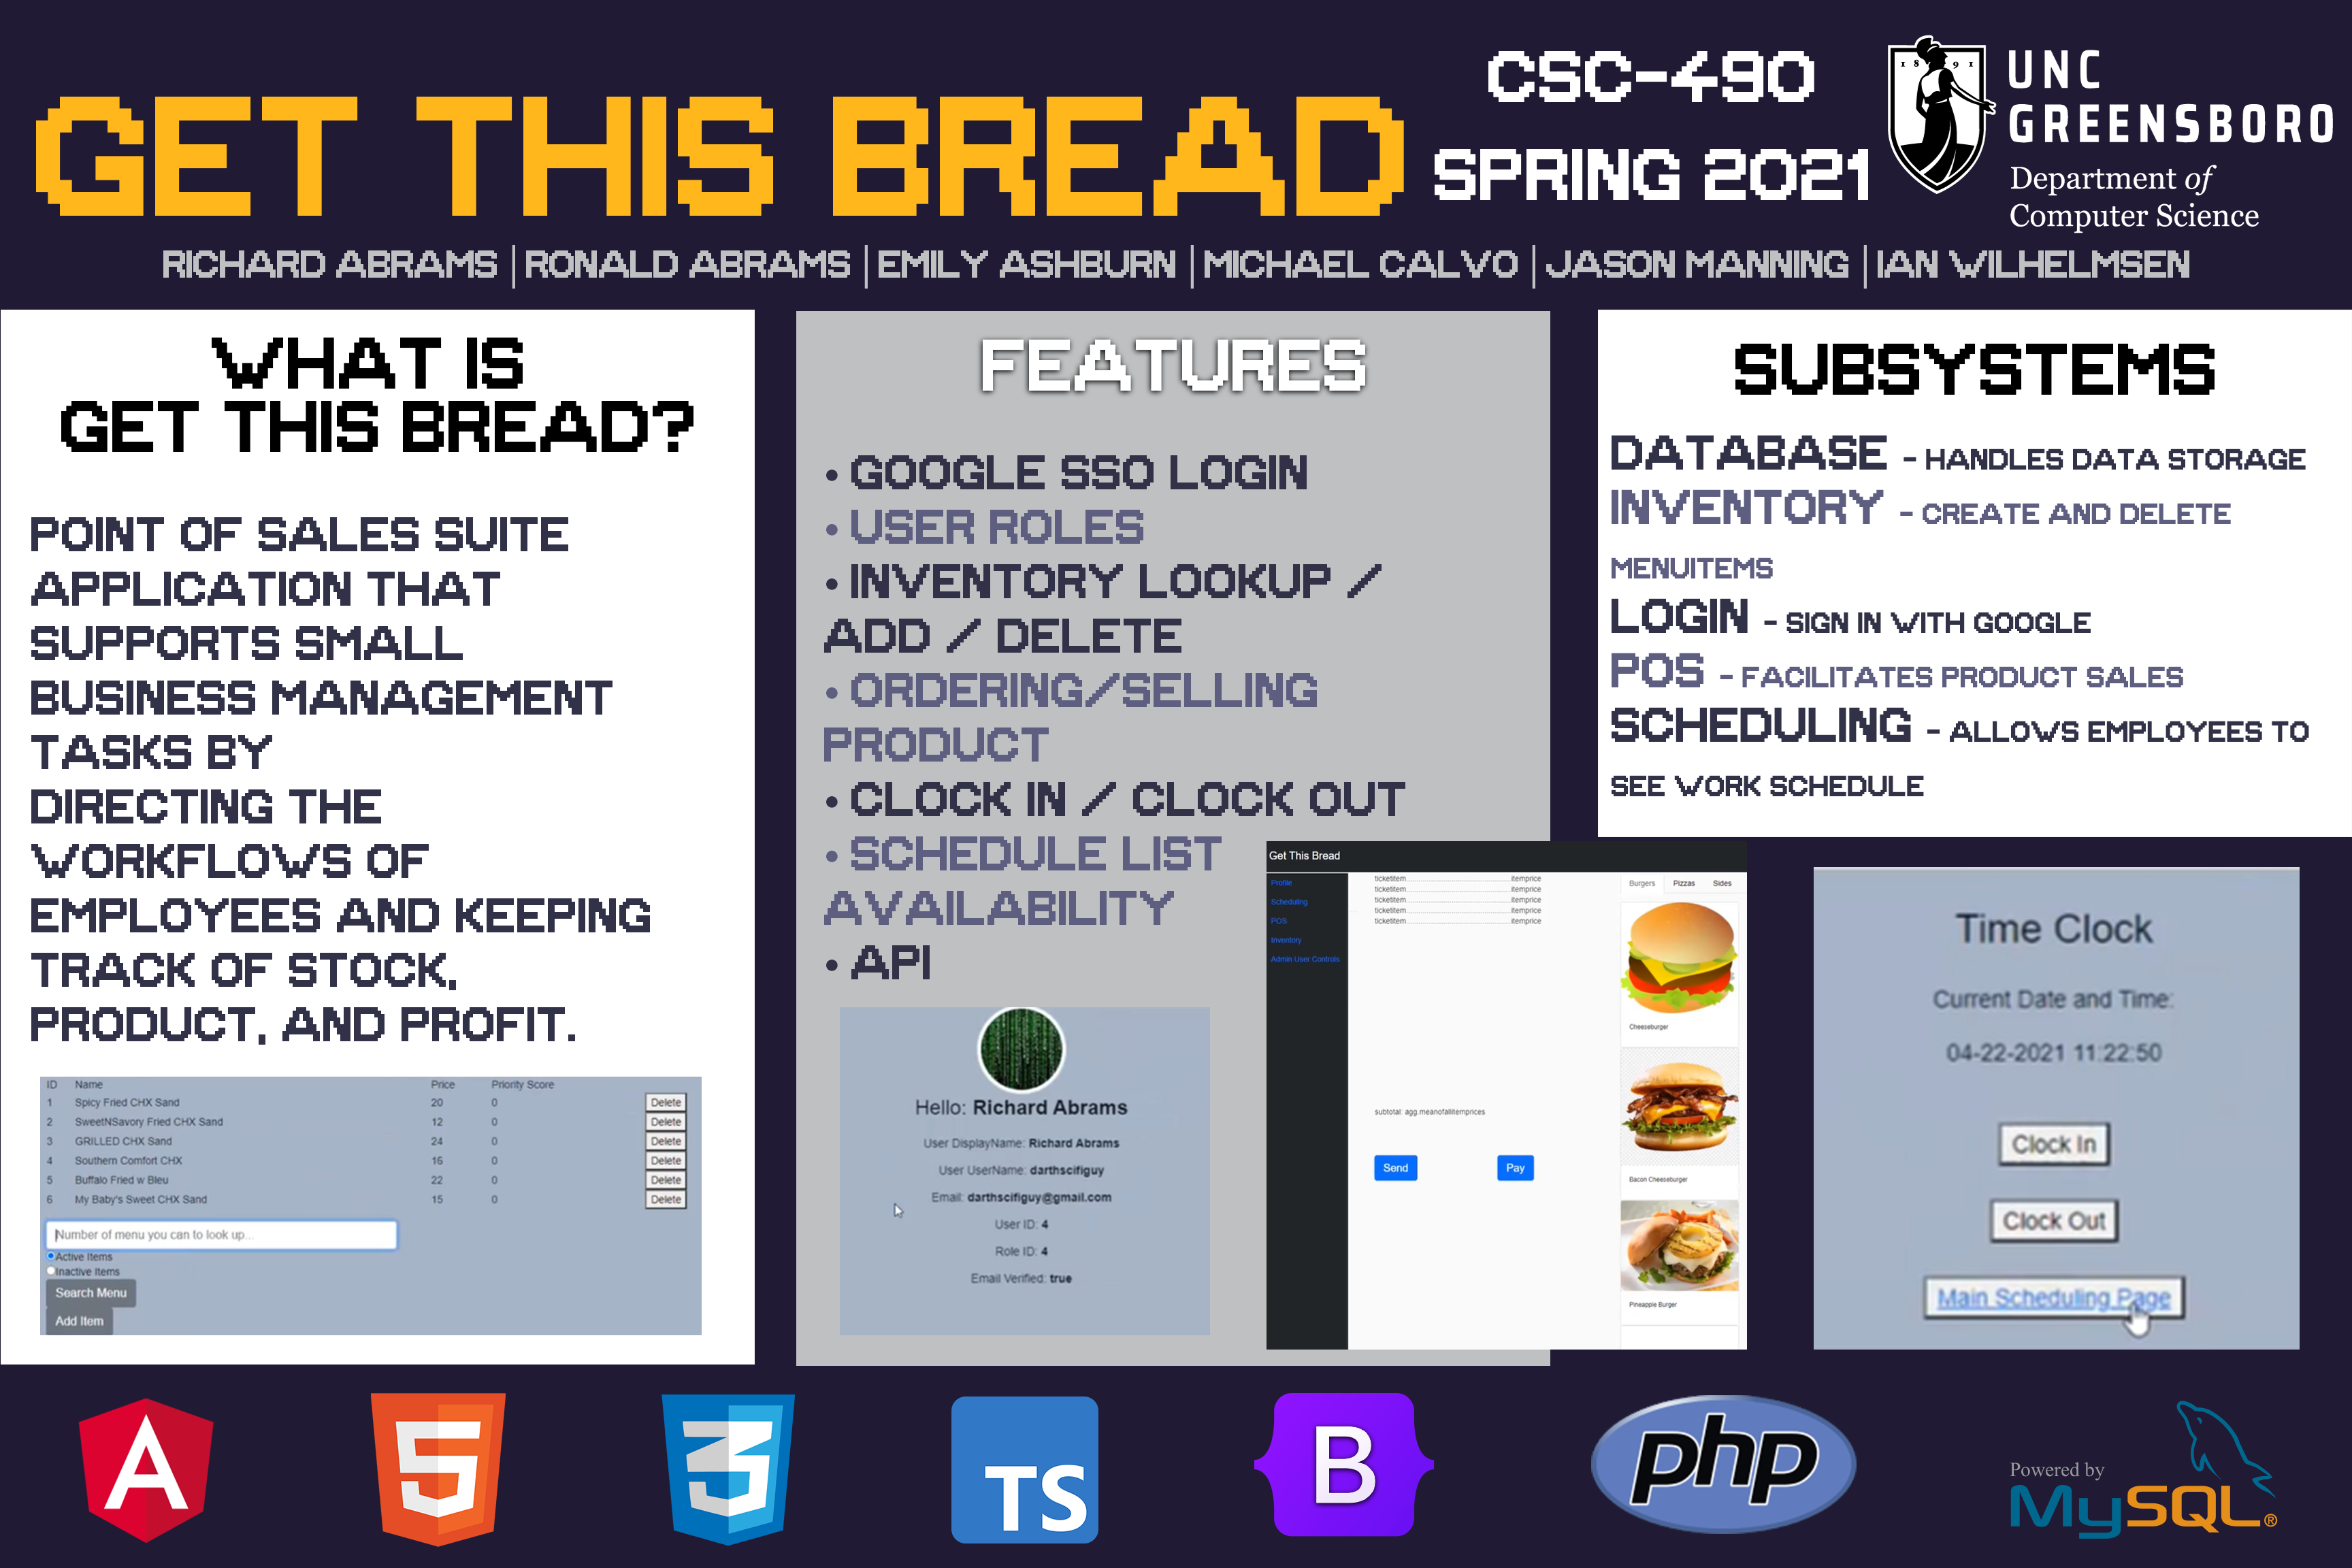 GET THIS BREAD
CSC-490
SPRING 2021
1891
UNC
GREENSBORO
Department of
Computer Science
RICHARD ABRAMS | RONALD ABRAMS | EMILY ASHBURN | MICHAEL CALVO | JASON MANNING | IAN WILHELMSEN
WHAT IS
GET THIS BREAD?
POINT OF SALES SUITE
APPLICATION THAT
SUPPORTS SMALL
BUSINESS MANAGEMENT
TASKS BY
DIRECTING THE
WORKFLOWS OF
EMPLOYEES AND KEEPING
TRACK OF STOCK,
PRODUCT, AND PROFIT.
ID Name Price Priority Score
1 Spicy Fried CHX Sand 20 0 Delete
2 SweetNSavory Fried CHX Sand 12 0 Delete
3 GRILLED CHX Sand 24 0 Delete
4 Southern Comfort CHX 16 0 Delete
5 Buffalo Fried w Bleu 22 0 Delete
6 My Baby's Sweet CHX Sand 15 0 Delete
Number of menu you can to look up...
Active Items
Inactive Items
Search Menu
Add Item
FEATURES
• GOOGLE SSO LOGIN
• USER ROLES
• INVENTORY LOOKUP /
ADD / DELETE
• ORDERING/SELLING
PRODUCT
• CLOCK IN / CLOCK OUT
• SCHEDULE LIST
AVAILABILITY
• API
Hello: Richard Abrams
User DisplayName: Richard Abrams
User UserName: darthscifiguy
Email: darthscifiguy@gmail.com
User ID: 4
Role ID: 4
Email Verified: true
Get This Bread
Profile
Scheduling
POS
Inventory
Admin User Controls
ticketitem itemprice
ticketitem itemprice
ticketitem itemprice
ticketitem itemprice
ticketitem itemprice
subtotal: agg.meanofallitemprices
Send
Pay
Burgers Pizzas Sides
Cheeseburger
Bacon Cheeseburger
Pineapple Burger
SUBSYSTEMS
DATABASE - HANDLES DATA STORAGE
INVENTORY - CREATE AND DELETE
MENUITEMS
LOGIN - SIGN IN WITH GOOGLE
POS - FACILITATES PRODUCT SALES
SCHEDULING - ALLOWS EMPLOYEES TO
SEE WORK SCHEDULE
Time Clock
Current Date and Time:
04-22-2021 11:22:50
Clock In
Clock Out
Main Scheduling Page
A
5
3
TS
B
php
Powered by
MySQL®